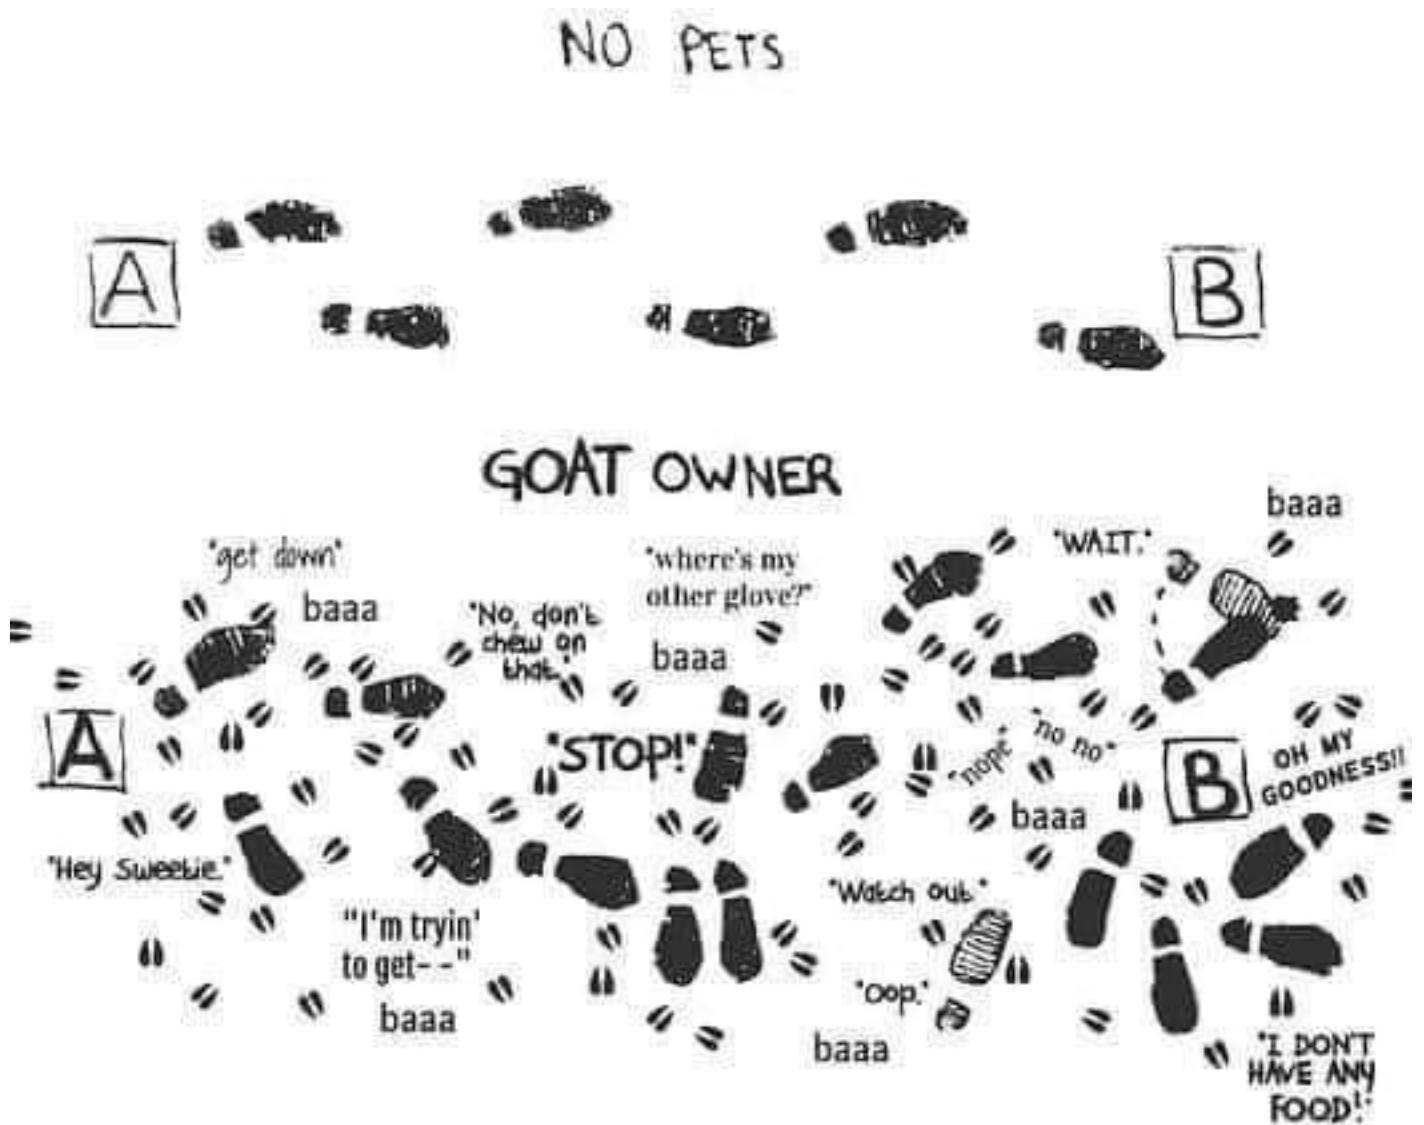 NO PETS
A
B
GOAT OWNER
baaa
"get down"
"where's my
other glove?"
"WAIT."
baaa
"No, don't
chew on
that."
baaa
"STOP!"
"nope"
"no no"
A
B
OH MY
GOODNESS!!
baaa
"Hey Sweetie."
"Watch out."
"I'm tryin'
to get--"
"Oop."
baaa
baaa
"I DON'T
HAVE ANY
FOOD!"